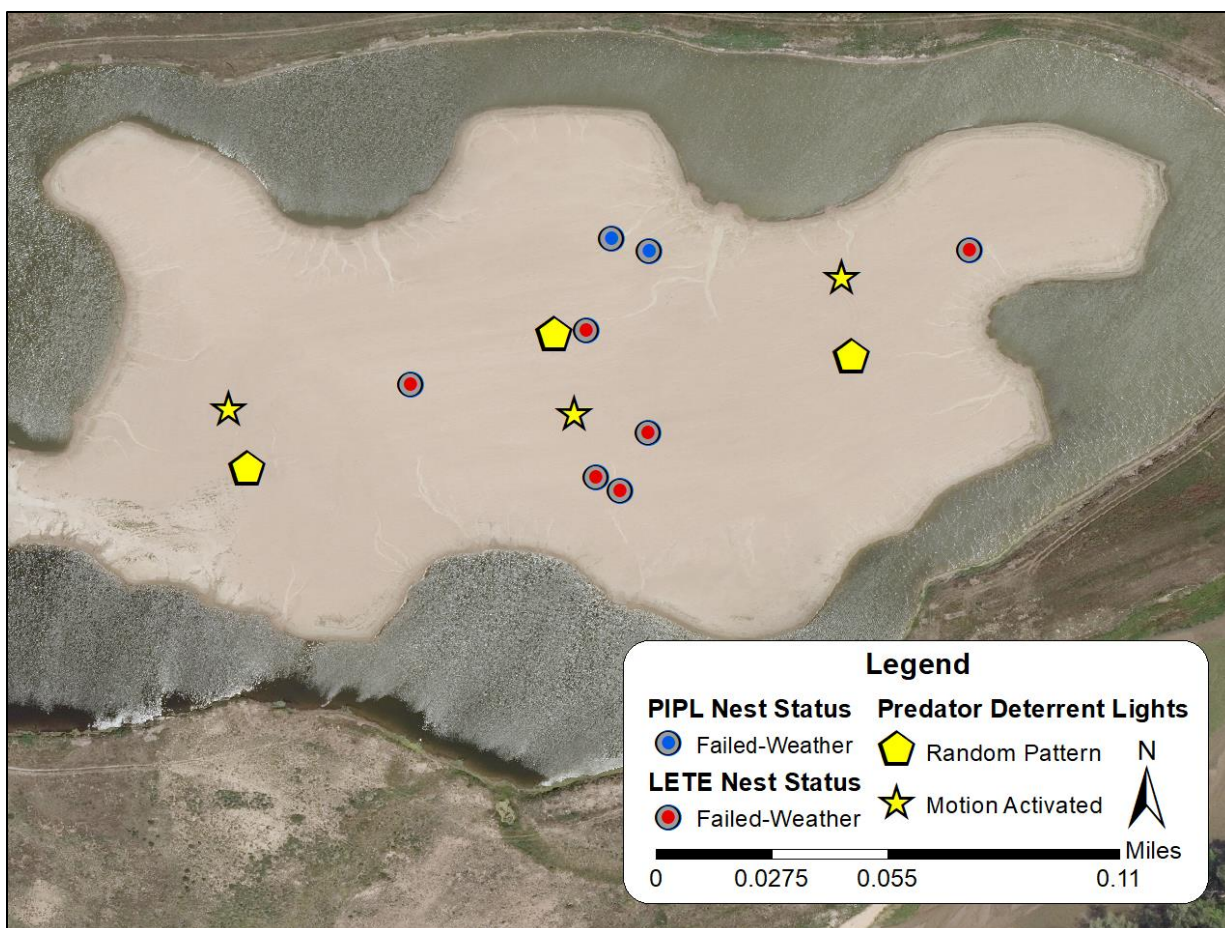 Legend
PIPL Nest Status
Failed-Weather
LETE Nest Status
Failed-Weather
Predator Deterrent Lights
Random Pattern
Motion Activated
N
Miles
0 0.0275 0.055 0.11